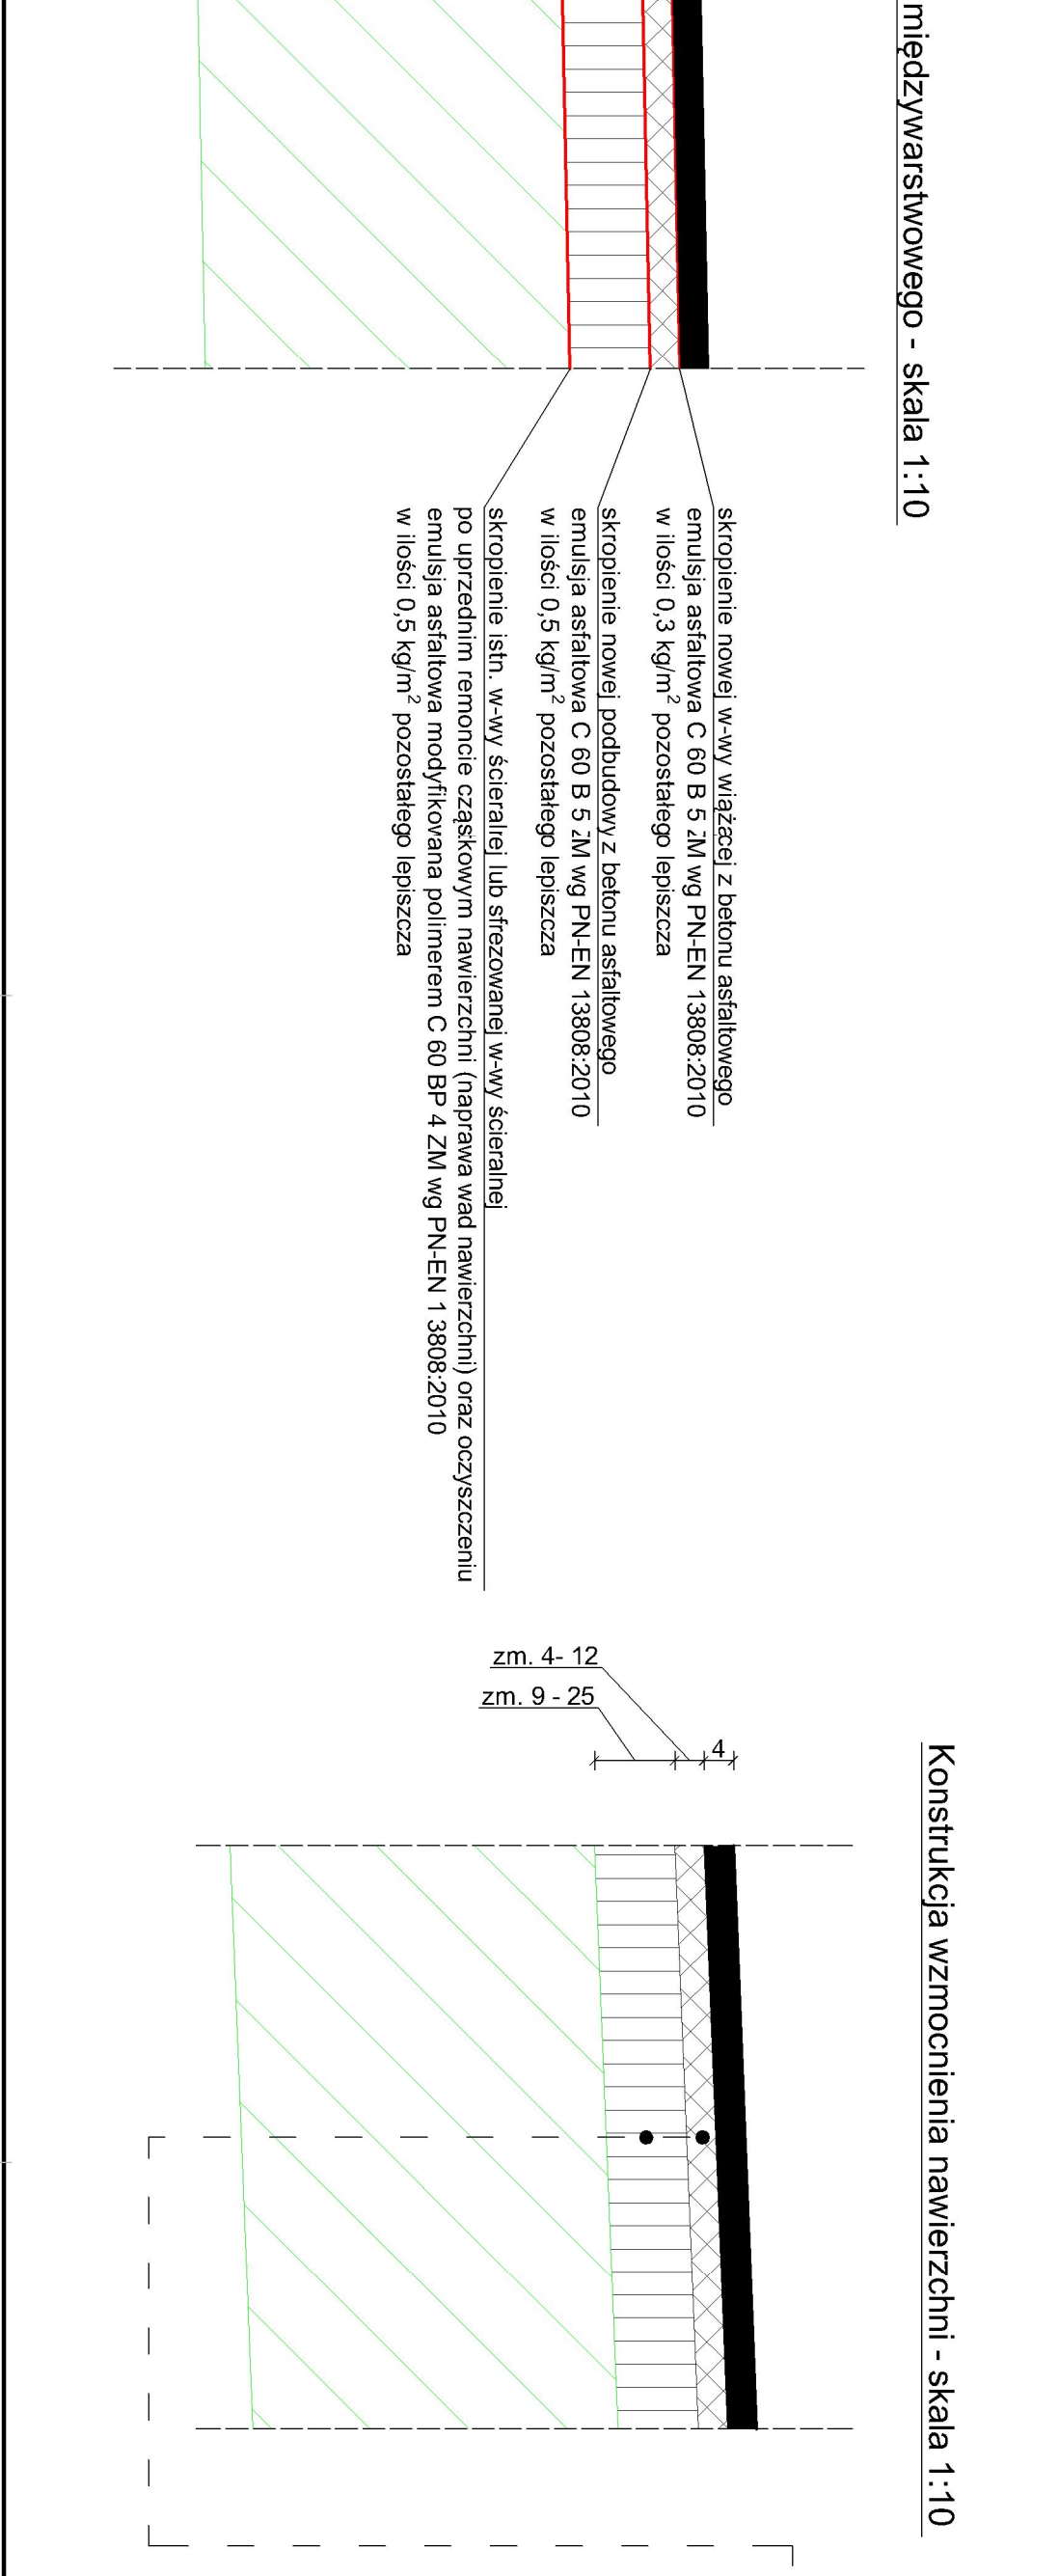 międzywarstwowego - skala 1:10
skropienie nowej w-wy wiążącej z betonu asfaltowego
emulsja asfaltowa C 60 B 5 ZM wg PN-EN 13808:2010
w ilości 0,3 kg/m² pozostałego lepiszcza
skropienie nowej podbudowy z betonu asfaltowego
emulsja asfaltowa C 60 B 5 ZM wg PN-EN 13808:2010
w ilości 0,5 kg/m² pozostałego lepiszcza
skropienie istn. w-wy ścieralnej lub sfrezowanej w-wy ścieralnej
po uprzednim remoncie cząstkowym nawierzchni (naprawa wad nawierzchni) oraz oczyszczeniu
emulsja asfaltowa modyfikowana polimerem C 60 BP 4 ZM wg PN-EN 13808:2010
w ilości 0,5 kg/m² pozostałego lepiszcza
Konstrukcja wzmocnienia nawierzchni - skala 1:10
4
zm. 4- 12
zm. 9 - 25